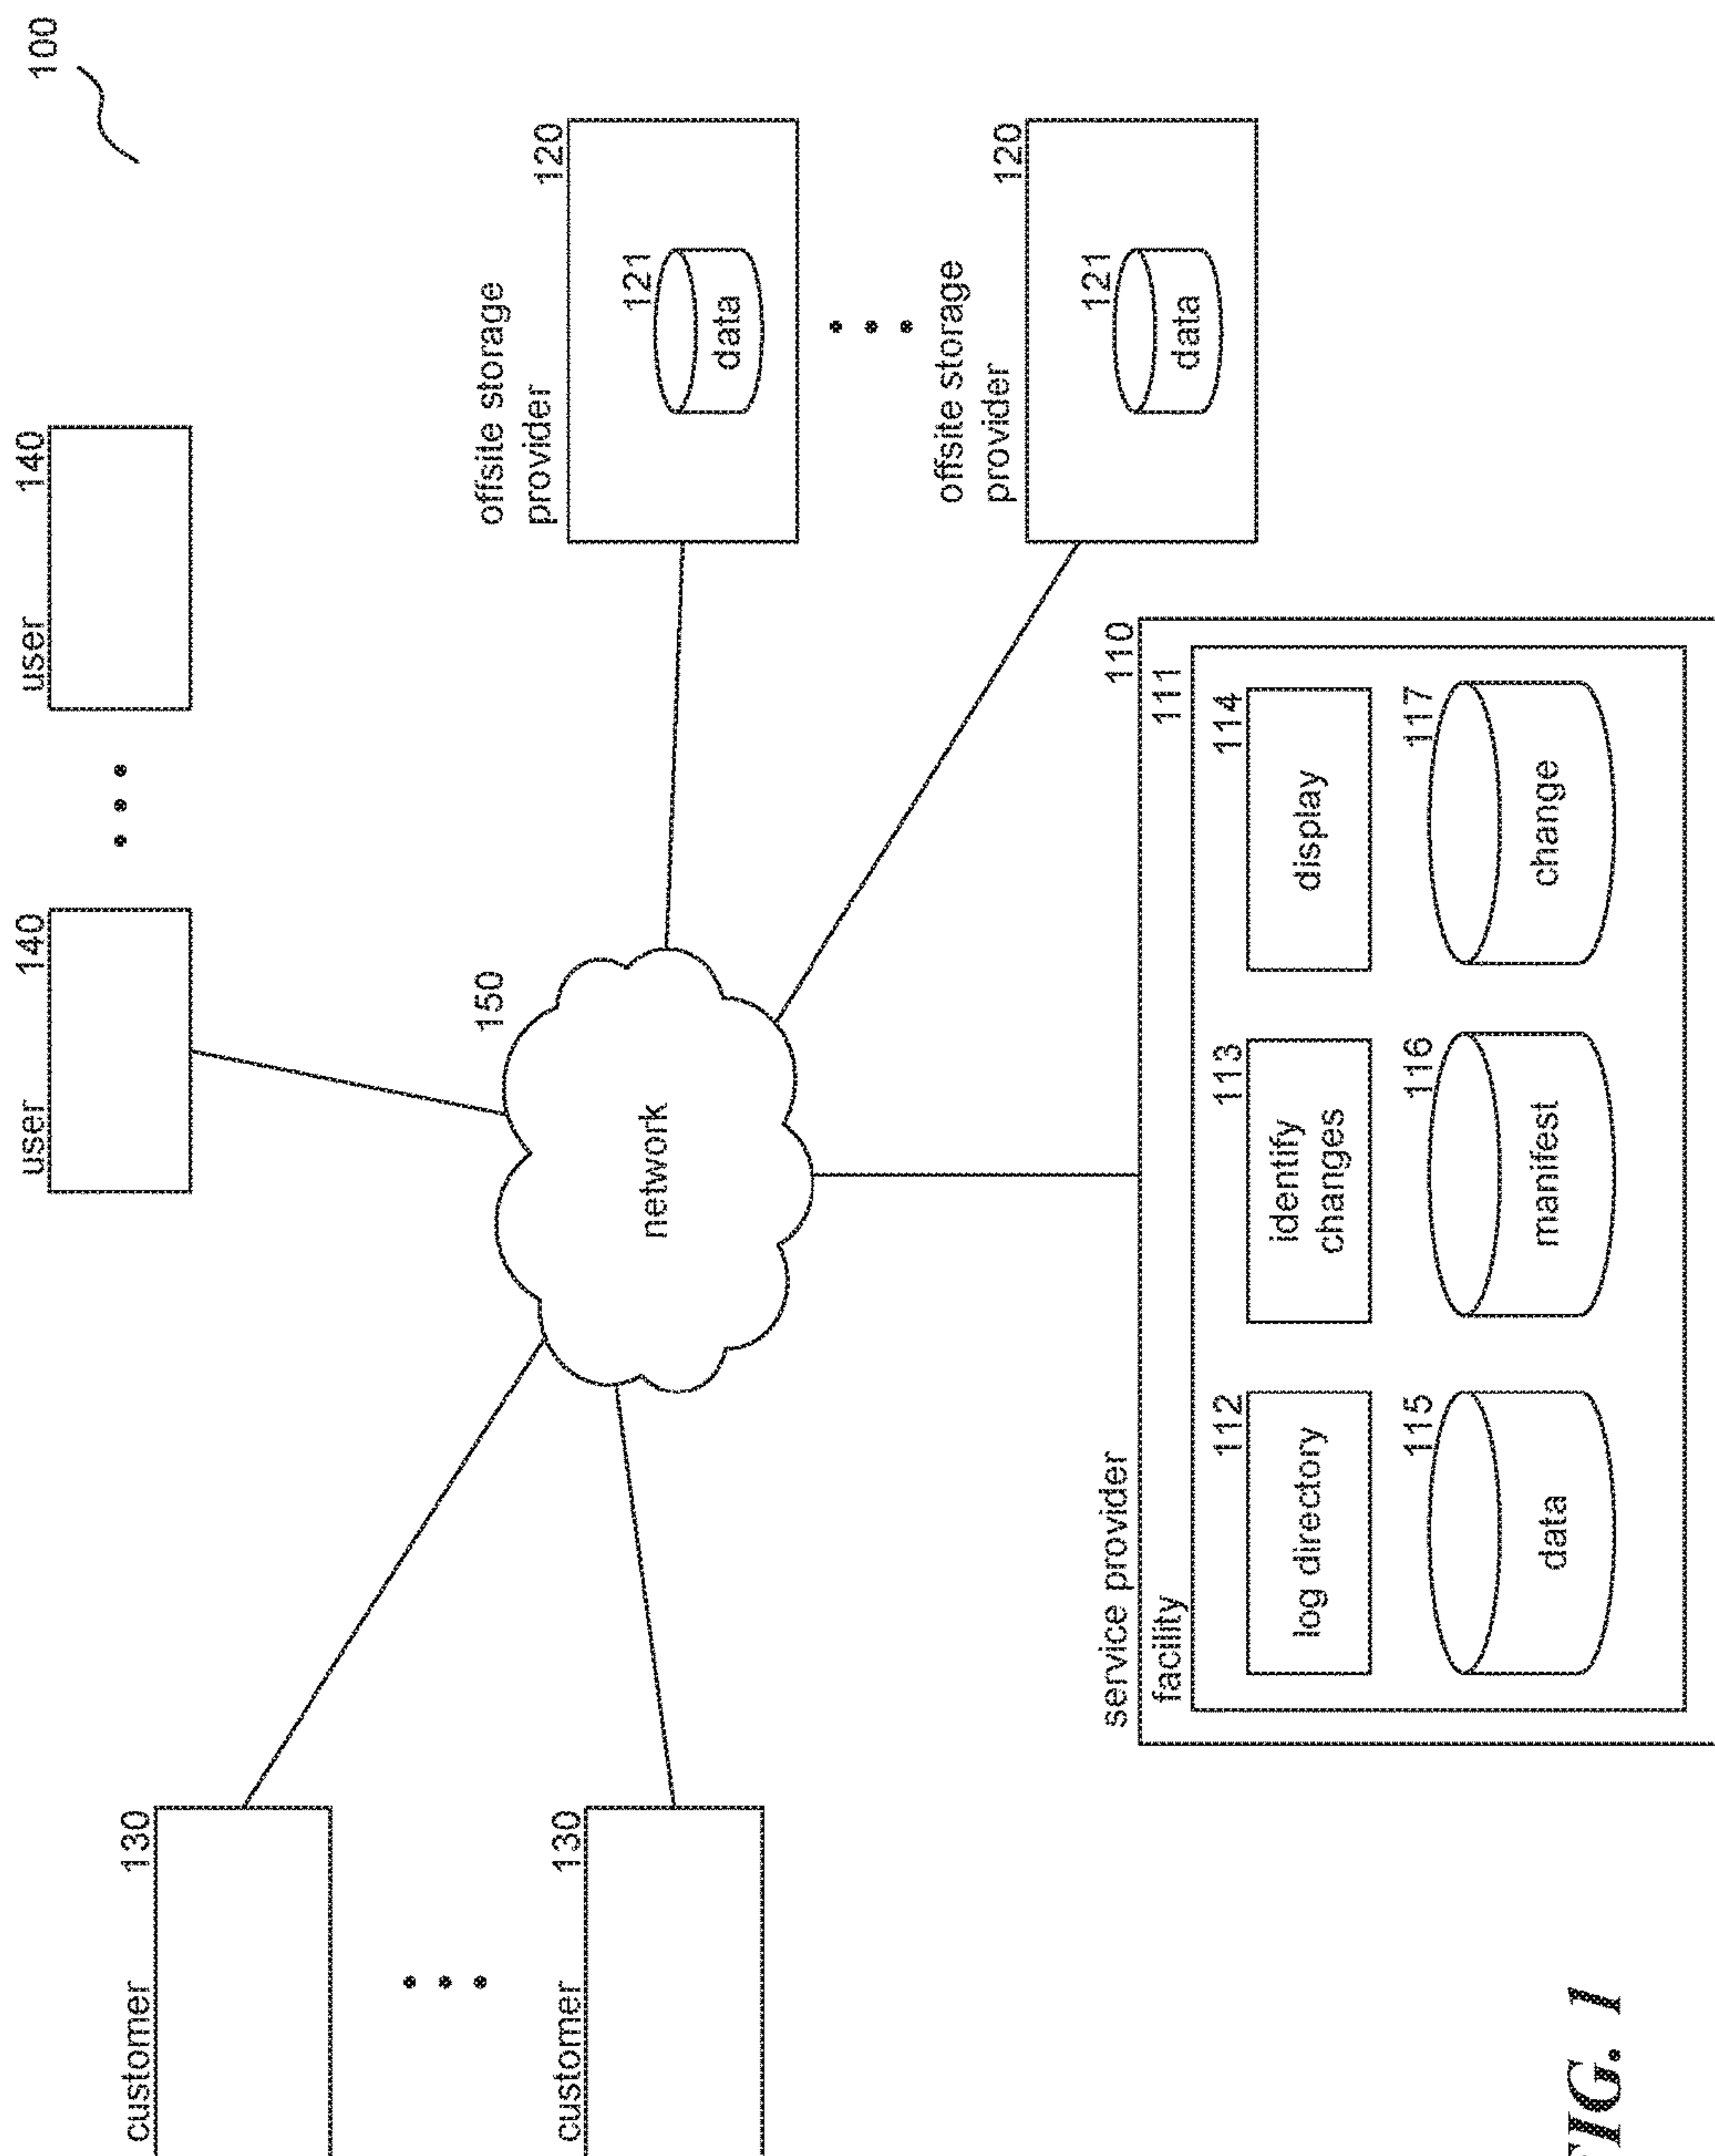 100
user
140
user
140
customer
130
customer
130
150
network
offsite storage
provider
120
121
data
offsite storage
provider
120
121
data
service provider
110
facility
111
112
log directory
113
identify
changes
114
display
115
data
116
manifest
117
change
FIG. 1